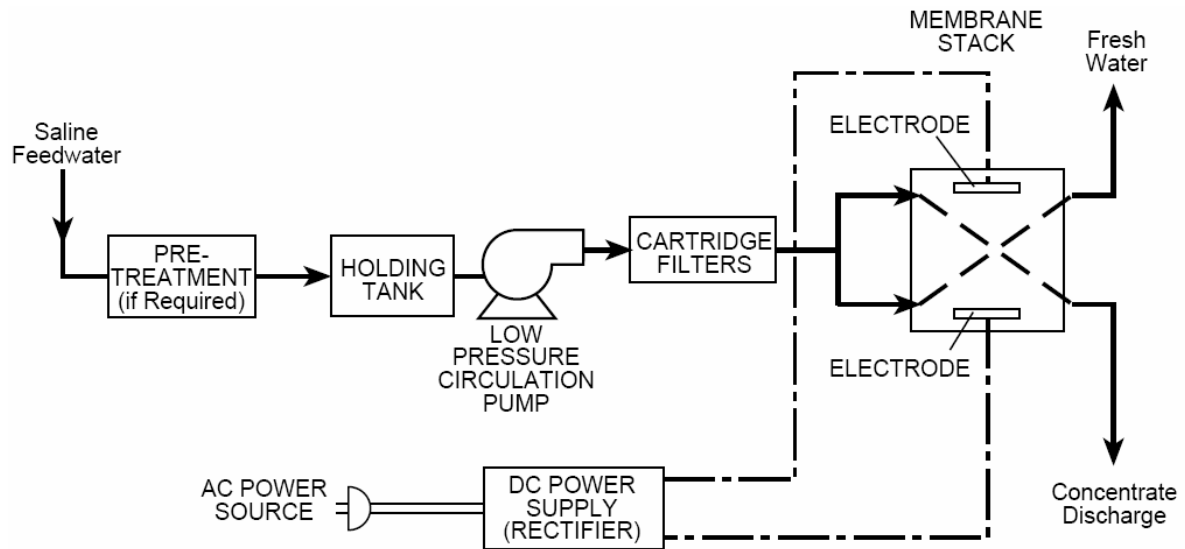 MEMBRANE
STACK
Fresh
Water
ELECTRODE
Saline
Feedwater
PRE-
TREATMENT
(if Required)
HOLDING
TANK
CARTRIDGE
FILTERS
LOW
PRESSURE
CIRCULATION
PUMP
ELECTRODE
AC POWER
SOURCE
DC POWER
SUPPLY
(RECTIFIER)
Concentrate
Discharge